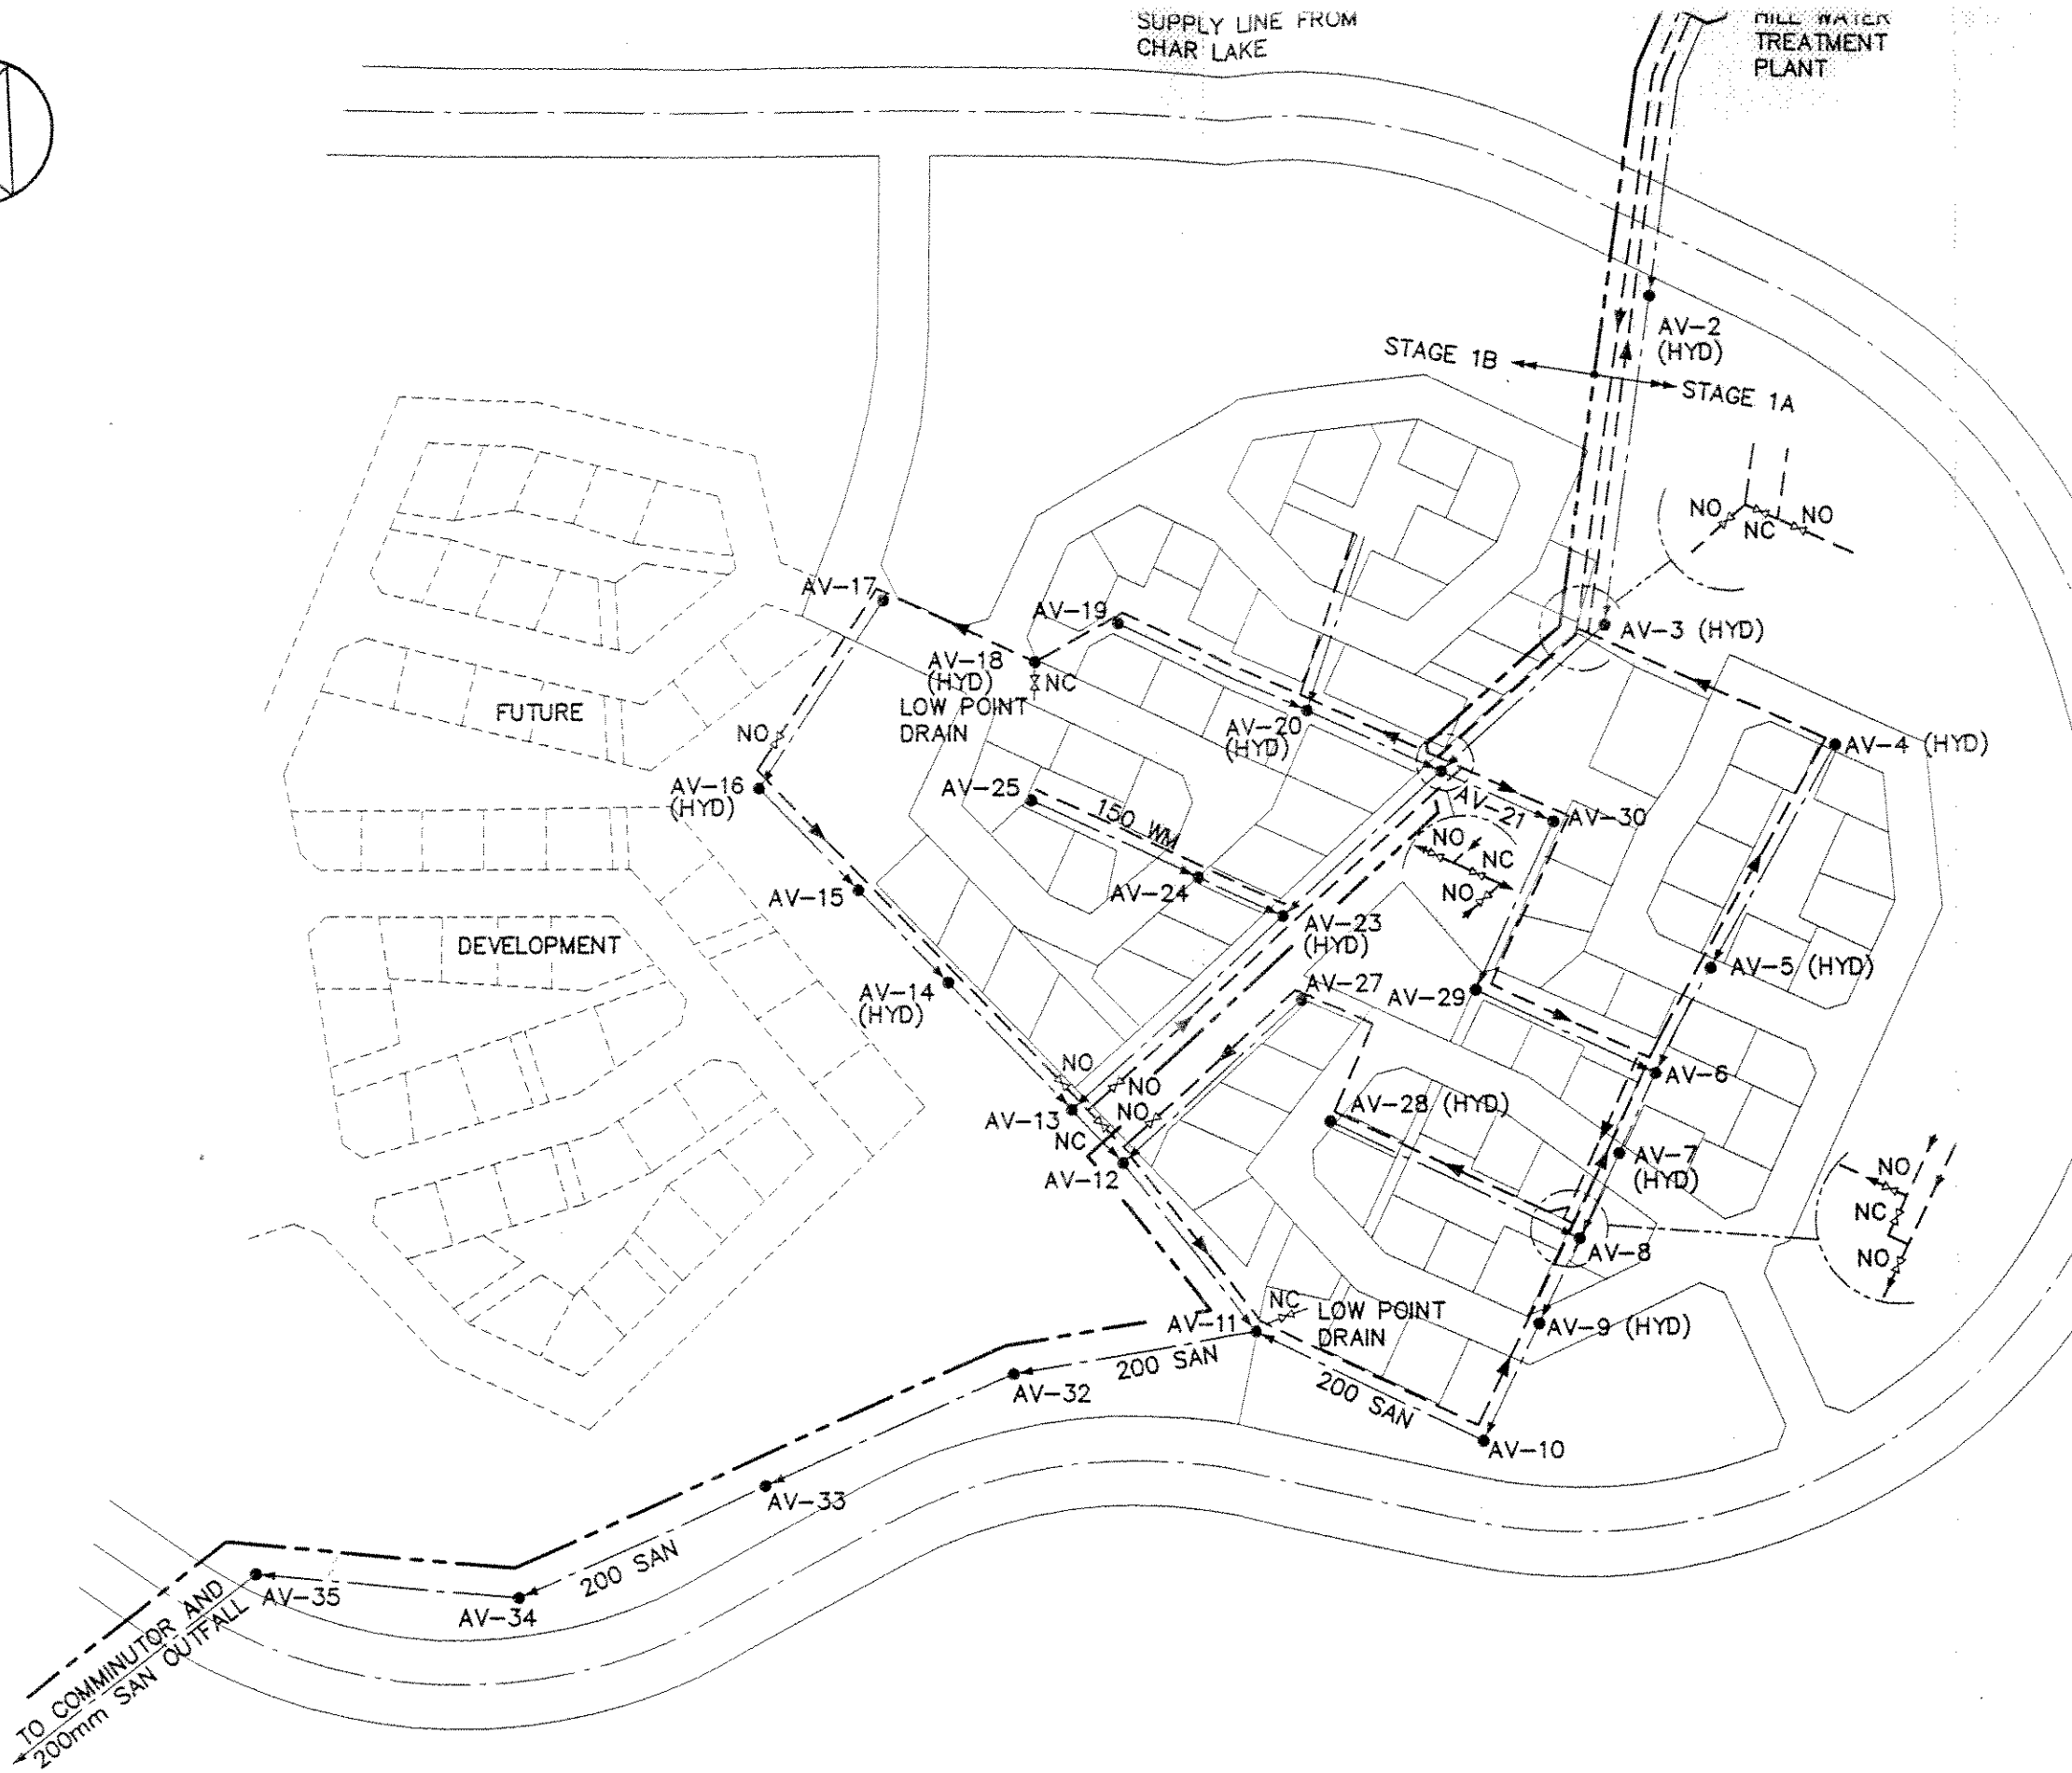 SUPPLY LINE FROM
CHAR LAKE
HILL WATER
TREATMENT
PLANT
AV-2
(HYD)
STAGE 1B
STAGE 1A
NO
NC
NO
AV-17
AV-19
AV-3 (HYD)
AV-18
(HYD)
NC
LOW POINT
DRAIN
FUTURE
NO
AV-20
(HYD)
AV-4 (HYD)
AV-16
(HYD)
AV-25
150 WM
AV-21
AV-30
NO
NC
NO
AV-15
AV-24
AV-23
(HYD)
DEVELOPMENT
AV-5 (HYD)
AV-14
(HYD)
AV-27
AV-29
NO
NO
NO
AV-6
AV-13
NC
AV-28 (HYD)
AV-12
AV-7
(HYD)
NO
NC
NO
AV-8
AV-11
NC
LOW POINT
DRAIN
AV-9 (HYD)
200 SAN
AV-32
200 SAN
AV-10
AV-33
200 SAN
AV-35
AV-34
TO COMMINUTOR AND
200mm SAN OUTFALL